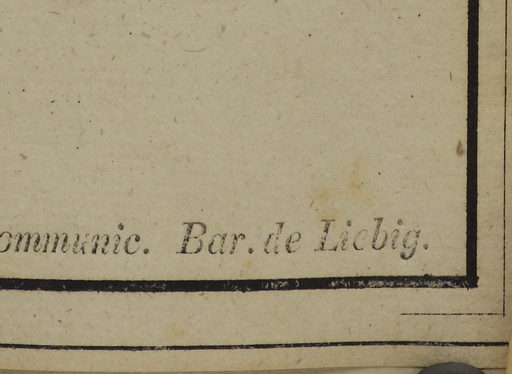 ommunic. Bar. de Liebig.